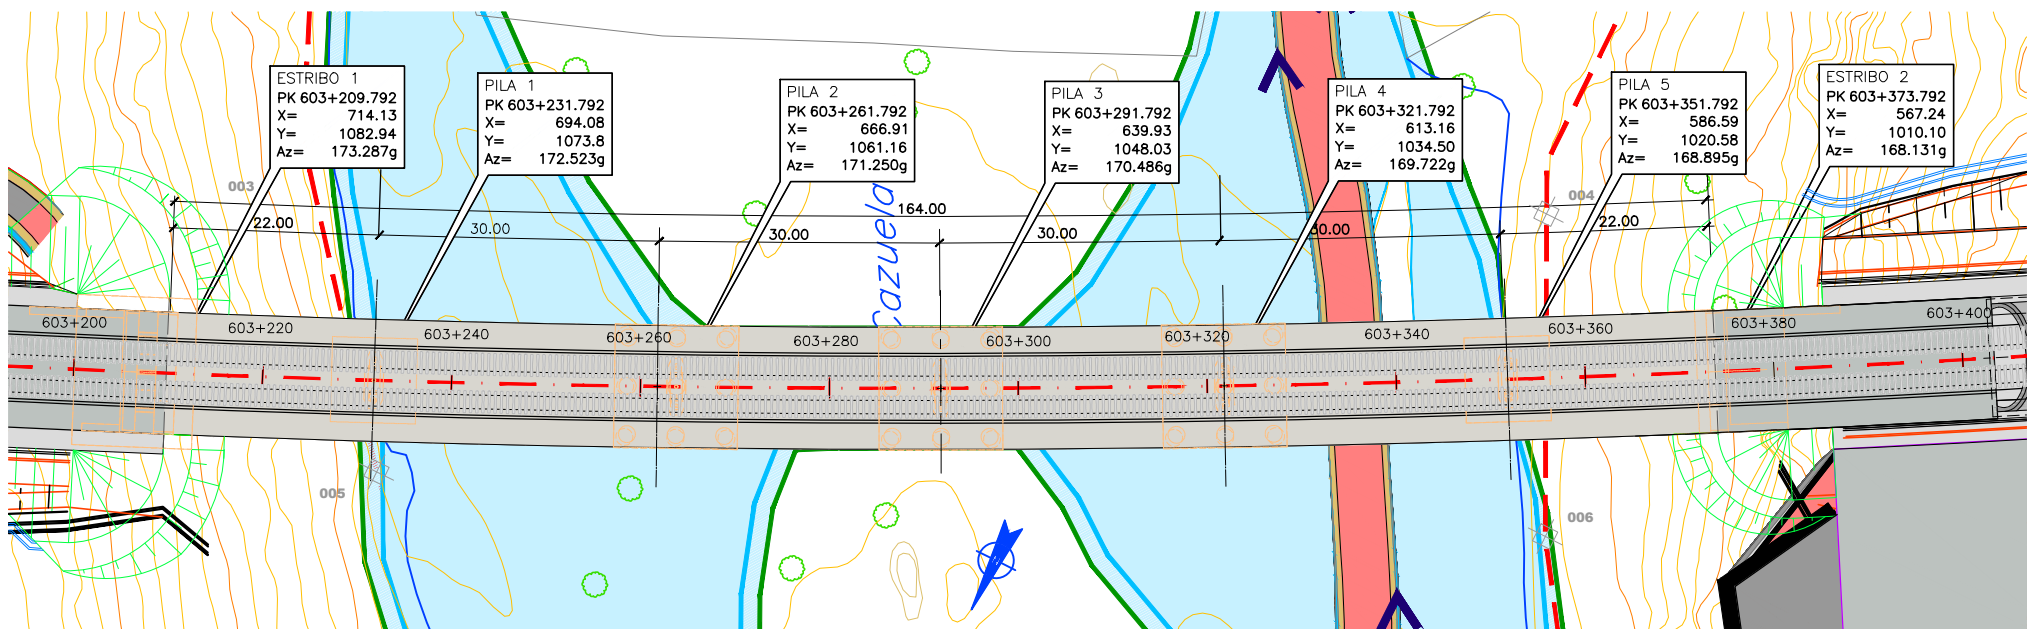 ESTRIBO 1
PK 603+209.792
X= 714.13
Y= 1082.94
Az= 173.287g
PILA 1
PK 603+231.792
X= 694.08
Y= 1073.8
Az= 172.523g
PILA 2
PK 603+261.792
X= 666.91
Y= 1061.16
Az= 171.250g
PILA 3
PK 603+291.792
X= 639.93
Y= 1048.03
Az= 170.486g
PILA 4
PK 603+321.792
X= 613.16
Y= 1034.50
Az= 169.722g
PILA 5
PK 603+351.792
X= 586.59
Y= 1020.58
Az= 168.895g
ESTRIBO 2
PK 603+373.792
X= 567.24
Y= 1010.10
Az= 168.131g
003
004
164.00
22.00
30.00
30.00
30.00
30.00
22.00
Cazuela
603+200
603+220
603+240
603+260
603+280
603+300
603+320
603+340
603+360
603+380
603+400
005
006